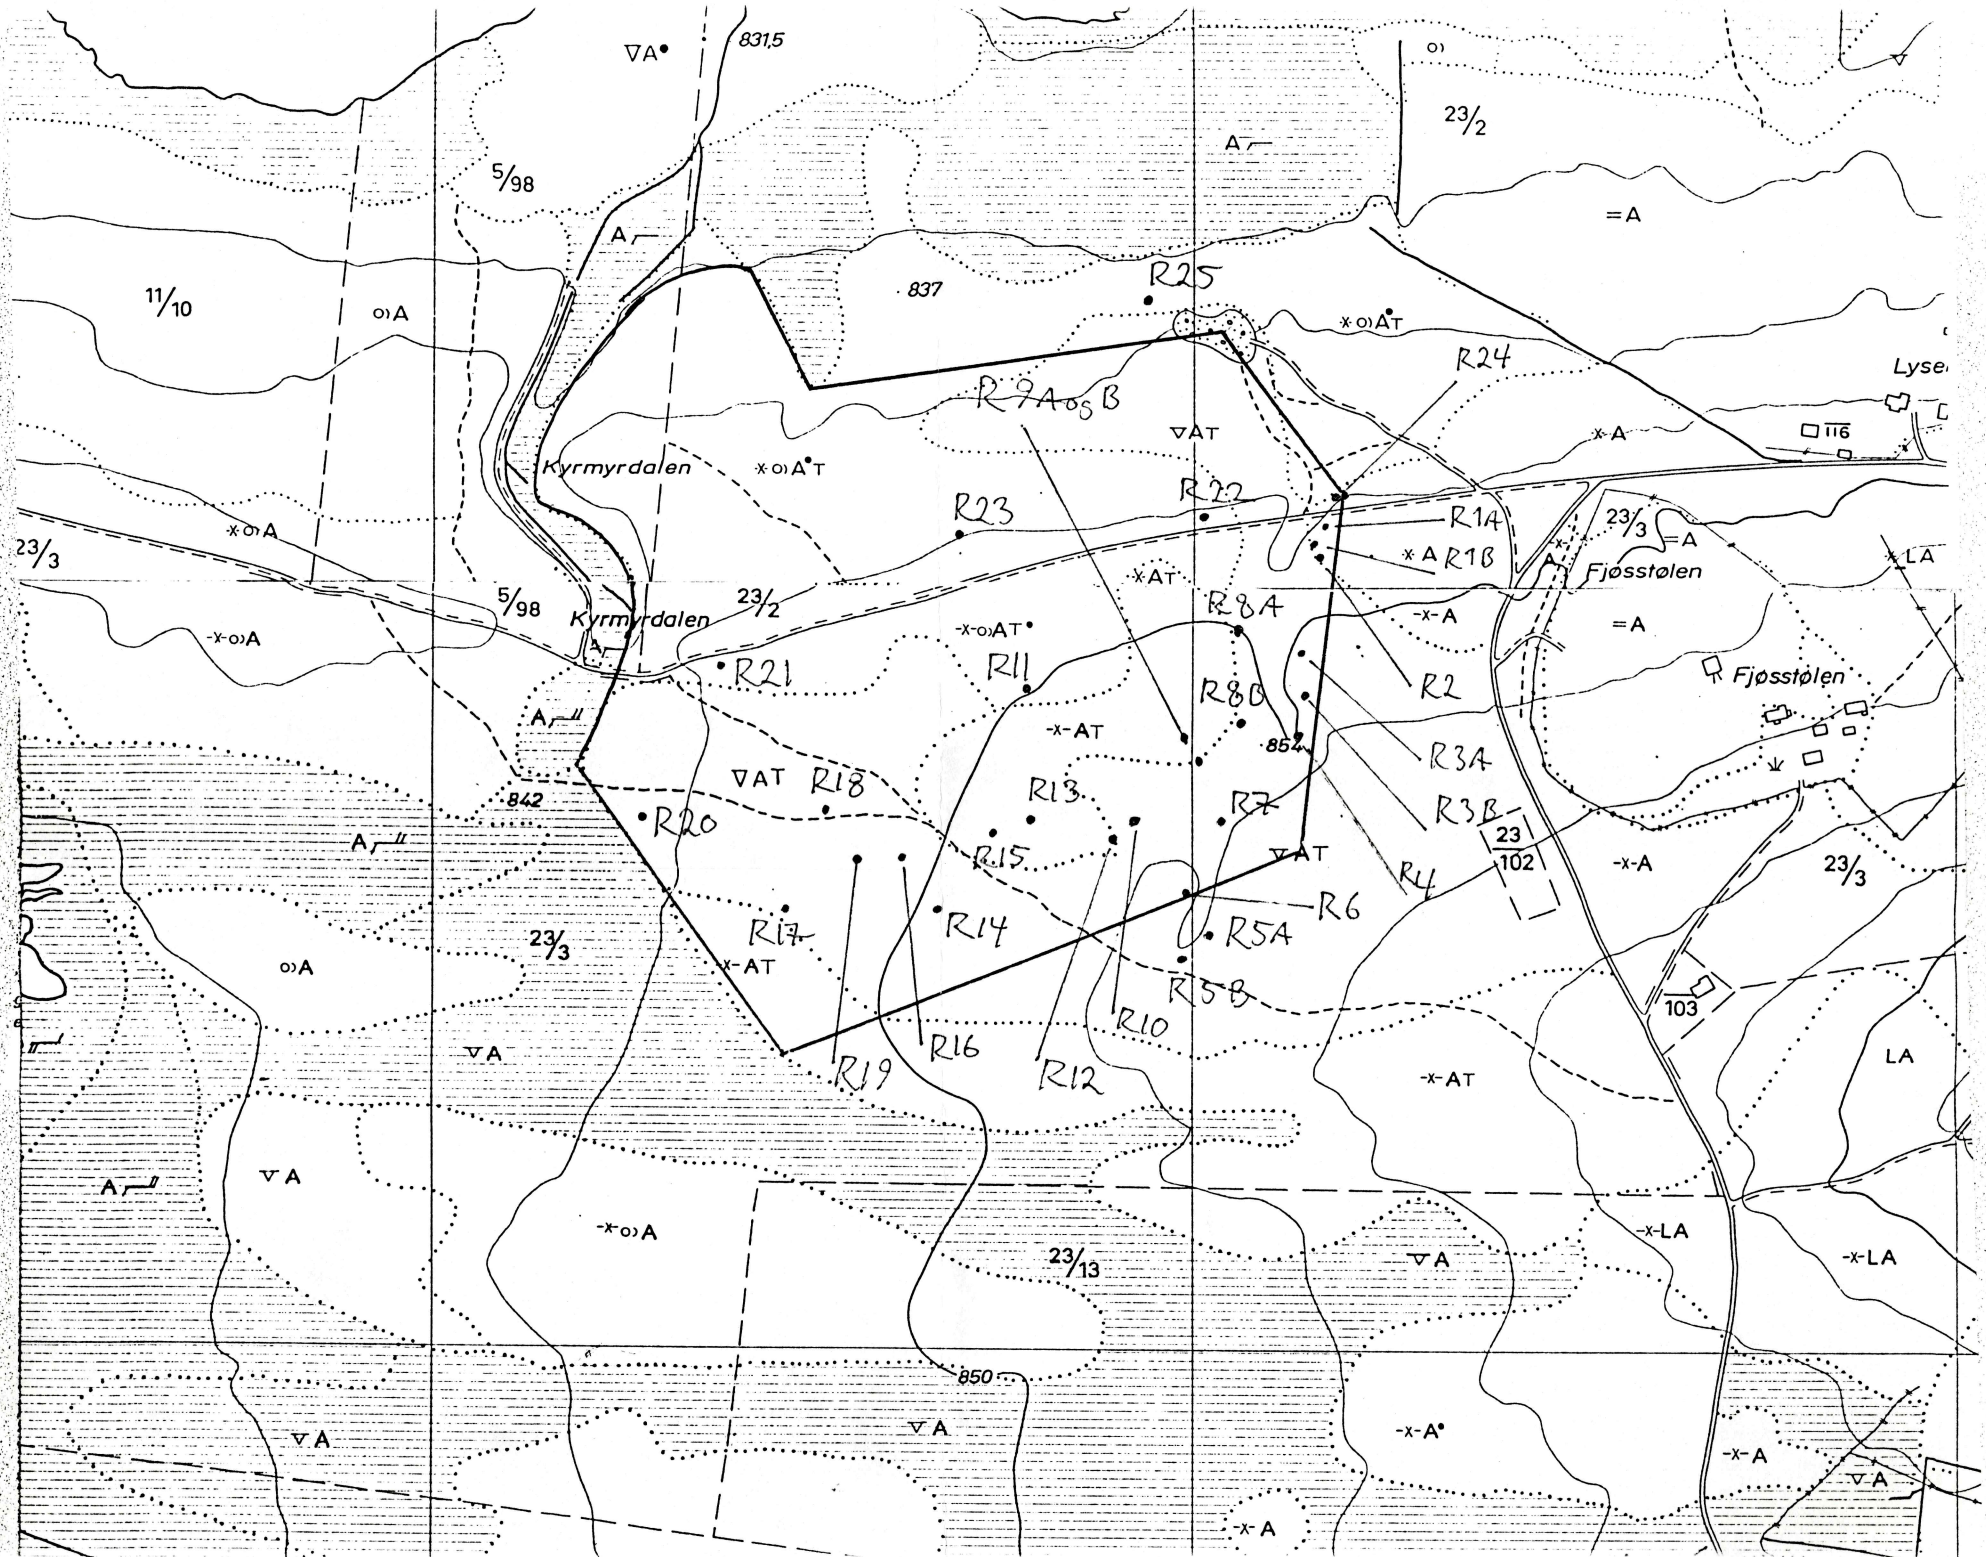 831,5
A
O)
23/2
A
5/98
=A
A
837
R25
11/10
o)A
x o) AT
R24
Lyse
R9A og B
AT
116
x A
Kyrmyrdalen
x o) AT
R22
R23
R1A
23/3
=A
x o) A
23/3
x A
R1B
A
Fjøsstølen
x LA
x AT
5/98
Kyrmyrdalen
23/2
R8A
-x-A
=A
-x-o)A
-x-o)AT
A
R21
R11
R2
Fjøsstølen
R8B
A
-x-AT
854
R3A
AT
R18
R13
R7
R3B
842
R20
23/102
A
R15
AT
-x-A
23/3
R4
R6
R17
R14
R5A
23/3
-x-AT
o)A
R5B
103
R10
R16
A
R19
R12
LA
-x-AT
A
A
-x-o)A
-x-LA
23/13
A
-x-LA
850
A
A
-x-A
-x-A
A
-x-A